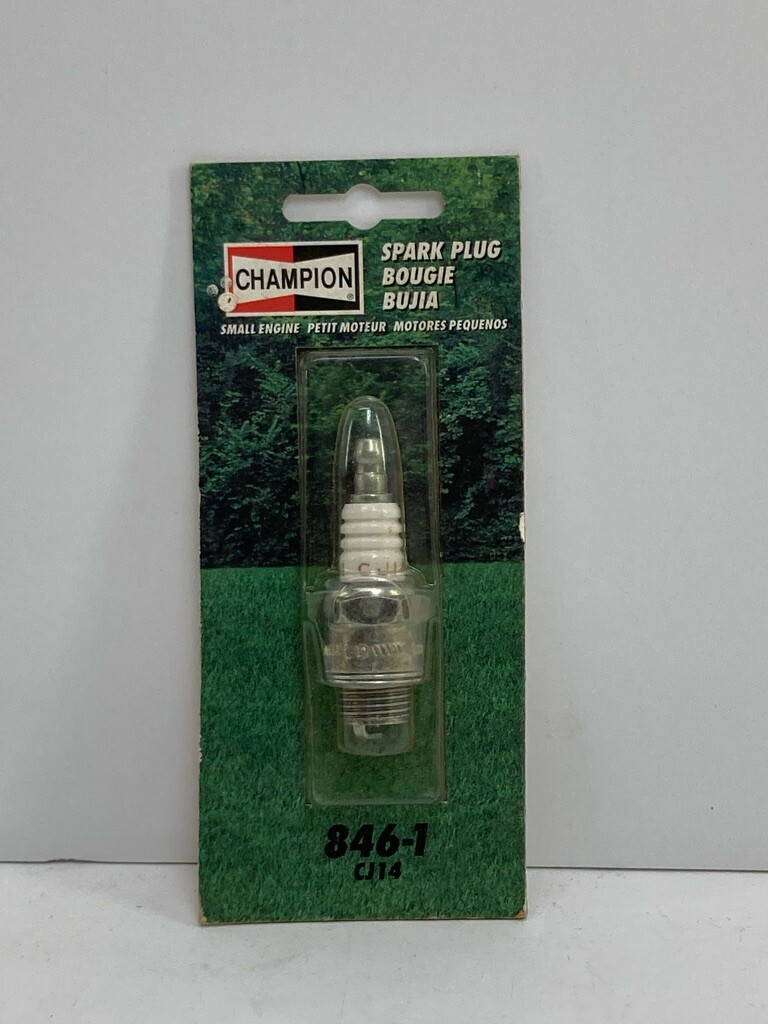 CHAMPION
®
SPARK PLUG
BOUGIE
BUJIA
SMALL ENGINE PETIT MOTEUR MOTORES PEQUENOS
846-1
CJ14